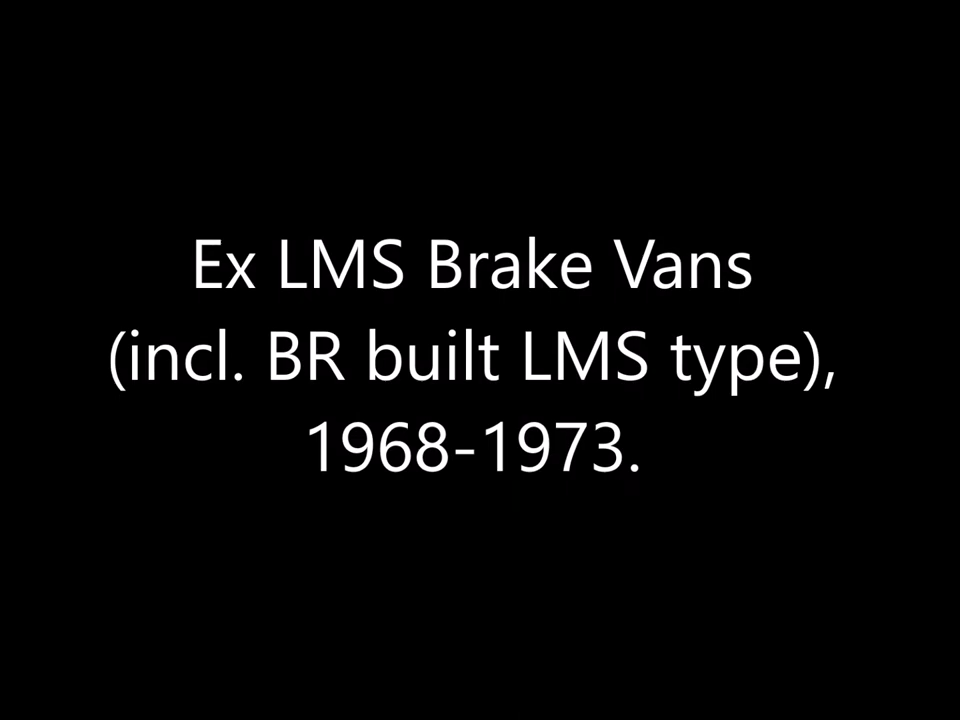 Ex LMS Brake Vans
(incl. BR built LMS type),
1968-1973.